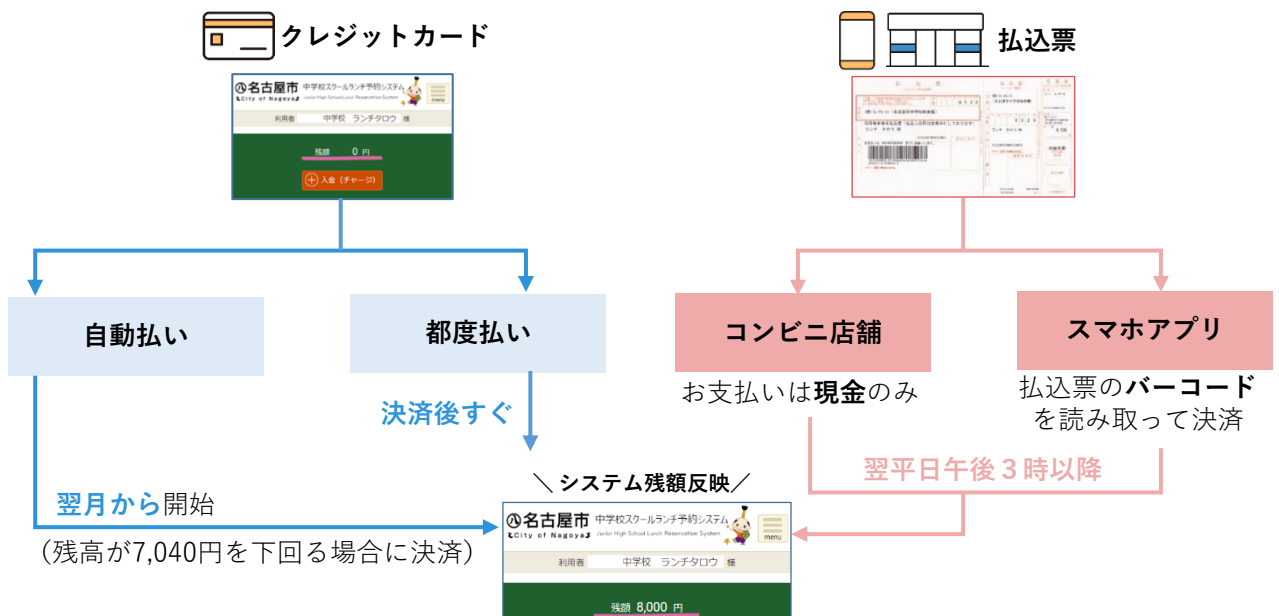 クレジットカード
払込票
名古屋市 中学校スクールランチ予約システム
City of Nagoya Junior High School Lunch Reservation System
menu
利用者 中学校 ランチタロウ 様
残額 0 円
入金（チャージ）
自動払い
都度払い
コンビニ店舗
スマホアプリ
お支払いは現金のみ
払込票のバーコード
を読み取って決済
決済後すぐ
翌平日午後３時以降
＼システム残額反映／
翌月から開始
(残高が7,040円を下回る場合に決済)
名古屋市 中学校スクールランチ予約システム
City of Nagoya Junior High School Lunch Reservation System
menu
利用者 中学校 ランチタロウ 様
残額 8,000 円